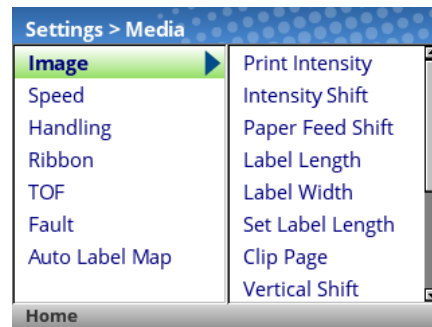 Settings > Media
Image
Speed
Handling
Ribbon
TOF
Fault
Auto Label Map
Print Intensity
Intensity Shift
Paper Feed Shift
Label Length
Label Width
Set Label Length
Clip Page
Vertical Shift
Home